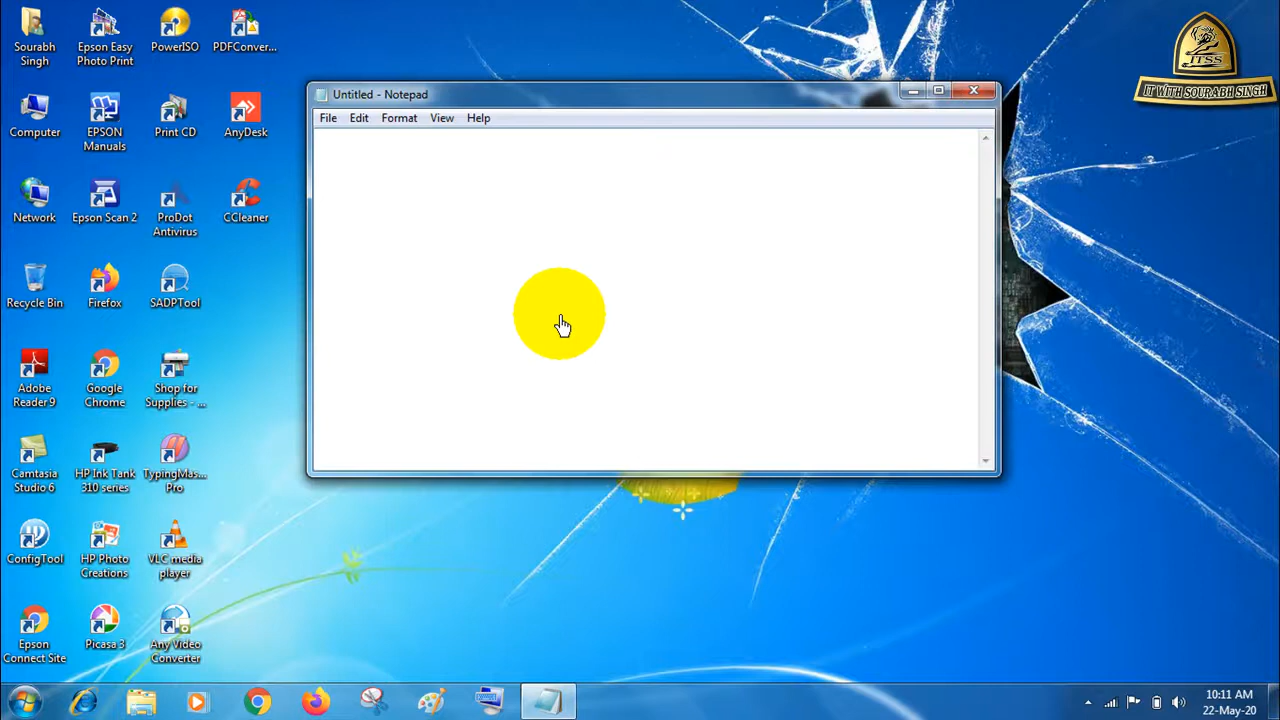 Sourabh
Singh
Epson Easy
Photo Print
PowerISO
PDFConver...
ITSS
IT WITH SOURABH SINGH
Untitled - Notepad
File Edit Format View Help
Computer
EPSON
Manuals
Print CD
AnyDesk
Network
Epson Scan 2
ProDot
Antivirus
CCleaner
Recycle Bin
Firefox
SADPTool
Adobe
Reader 9
Google
Chrome
Shop for
Supplies - ...
Camtasia
Studio 6
HP Ink Tank
310 series
TypingMas...
Pro
ConfigTool
HP Photo
Creations
VLC media
player
Epson
Connect Site
Picasa 3
Any Video
Converter
10:11 AM
22-May-20